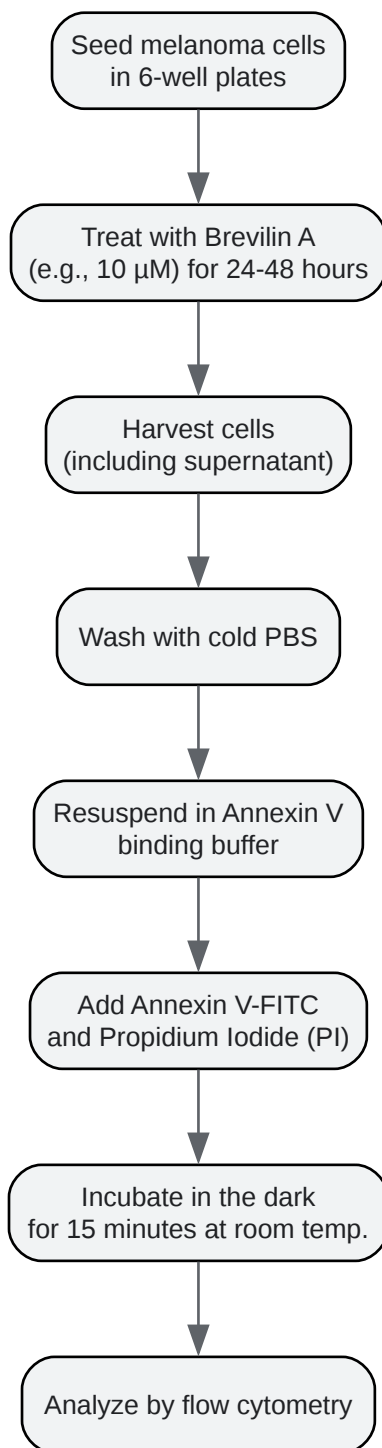 Seed melanoma cells
in 6-well plates
Treat with Brevilin A
(e.g., 10 µM) for 24-48 hours
Harvest cells
(including supernatant)
Wash with cold PBS
Resuspend in Annexin V
binding buffer
Add Annexin V-FITC
and Propidium Iodide (PI)
Incubate in the dark
for 15 minutes at room temp.
Analyze by flow cytometry